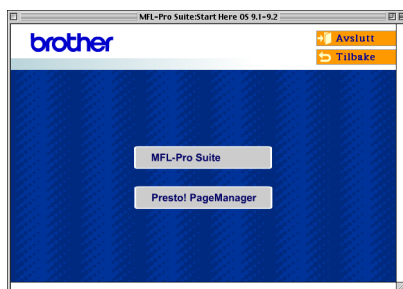 MFL-Pro Suite:Start Here OS 9.1-9.2
brother
Avslutt
Tilbake
MFL-Pro Suite
Presto! PageManager